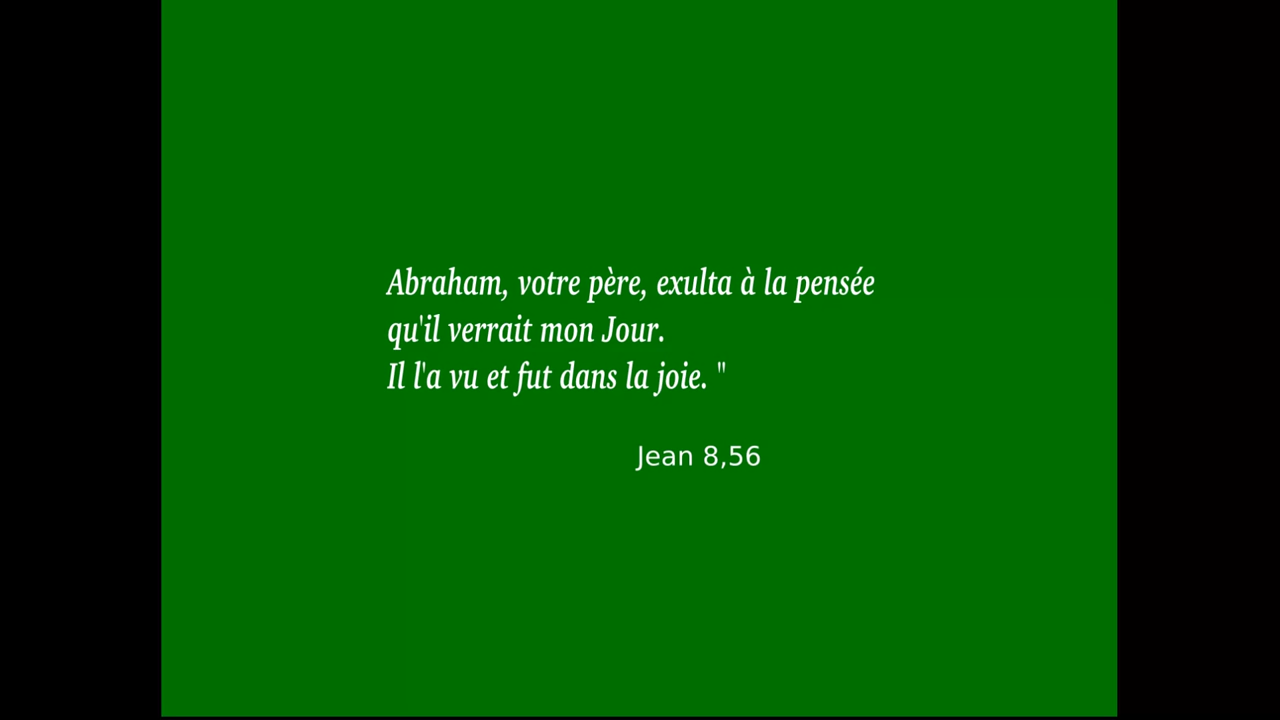 Abraham, votre père, exulta à la pensée
qu'il verrait mon Jour.
Il l'a vu et fut dans la joie. "
Jean 8,56